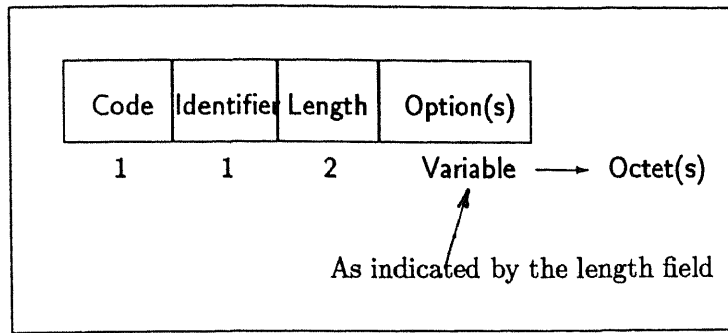 Code Identifier Length Option(s)
1 1 2 Variable Octet(s)
As indicated by the length field